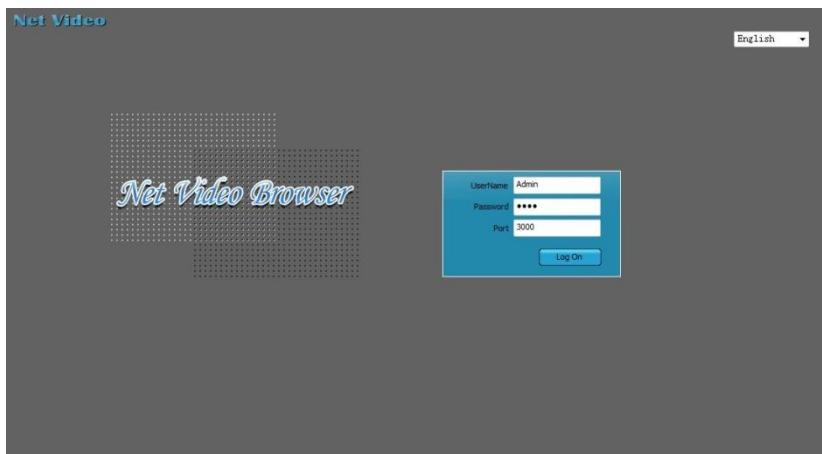 Net Video
English
Net Video Browser
UserName Admin
Password ••••
Port 3000
Log On